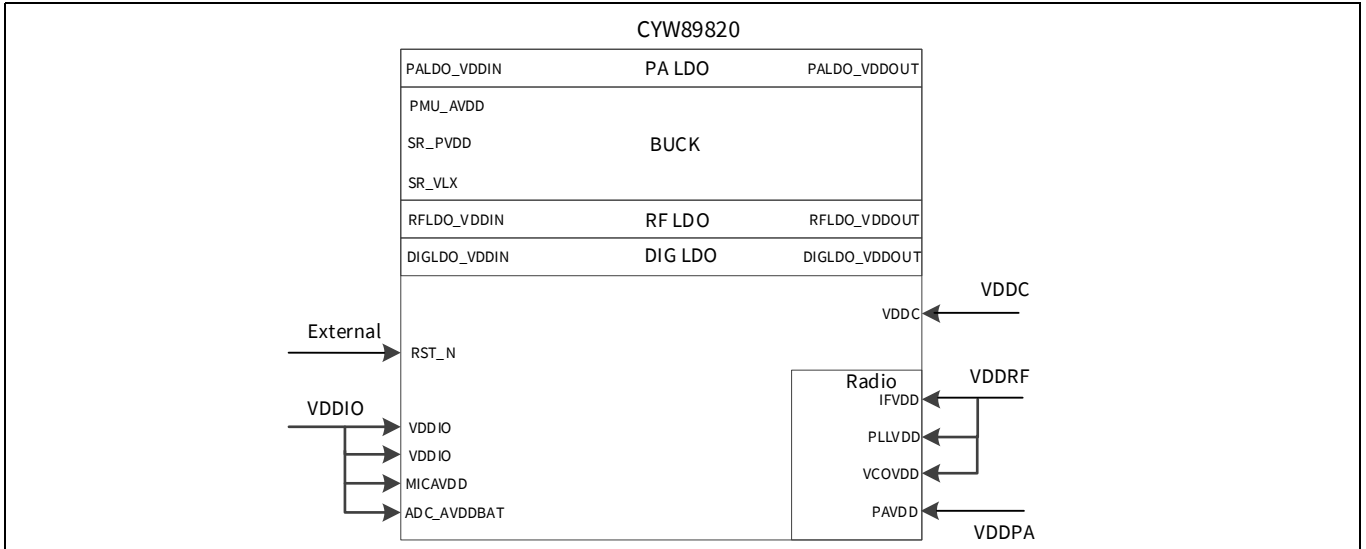 CYW89820
PALDO_VDDIN PA LDO PALDO_VDDOUT
PMU_AVDD
SR_PVDD BUCK
SR_VLX
RFLDO_VDDIN RF LDO RFLDO_VDDOUT
DIGLDO_VDDIN DIG LDO DIGLDO_VDDOUT
VDDC
VDDC
External
RST_N
Radio VDDRF
IFVDD
VDDIO
VDDIO PLLVDD
VDDIO
VCOVDD
MICAVDD
ADC_AVDDBAT PAVDD
VDDPA